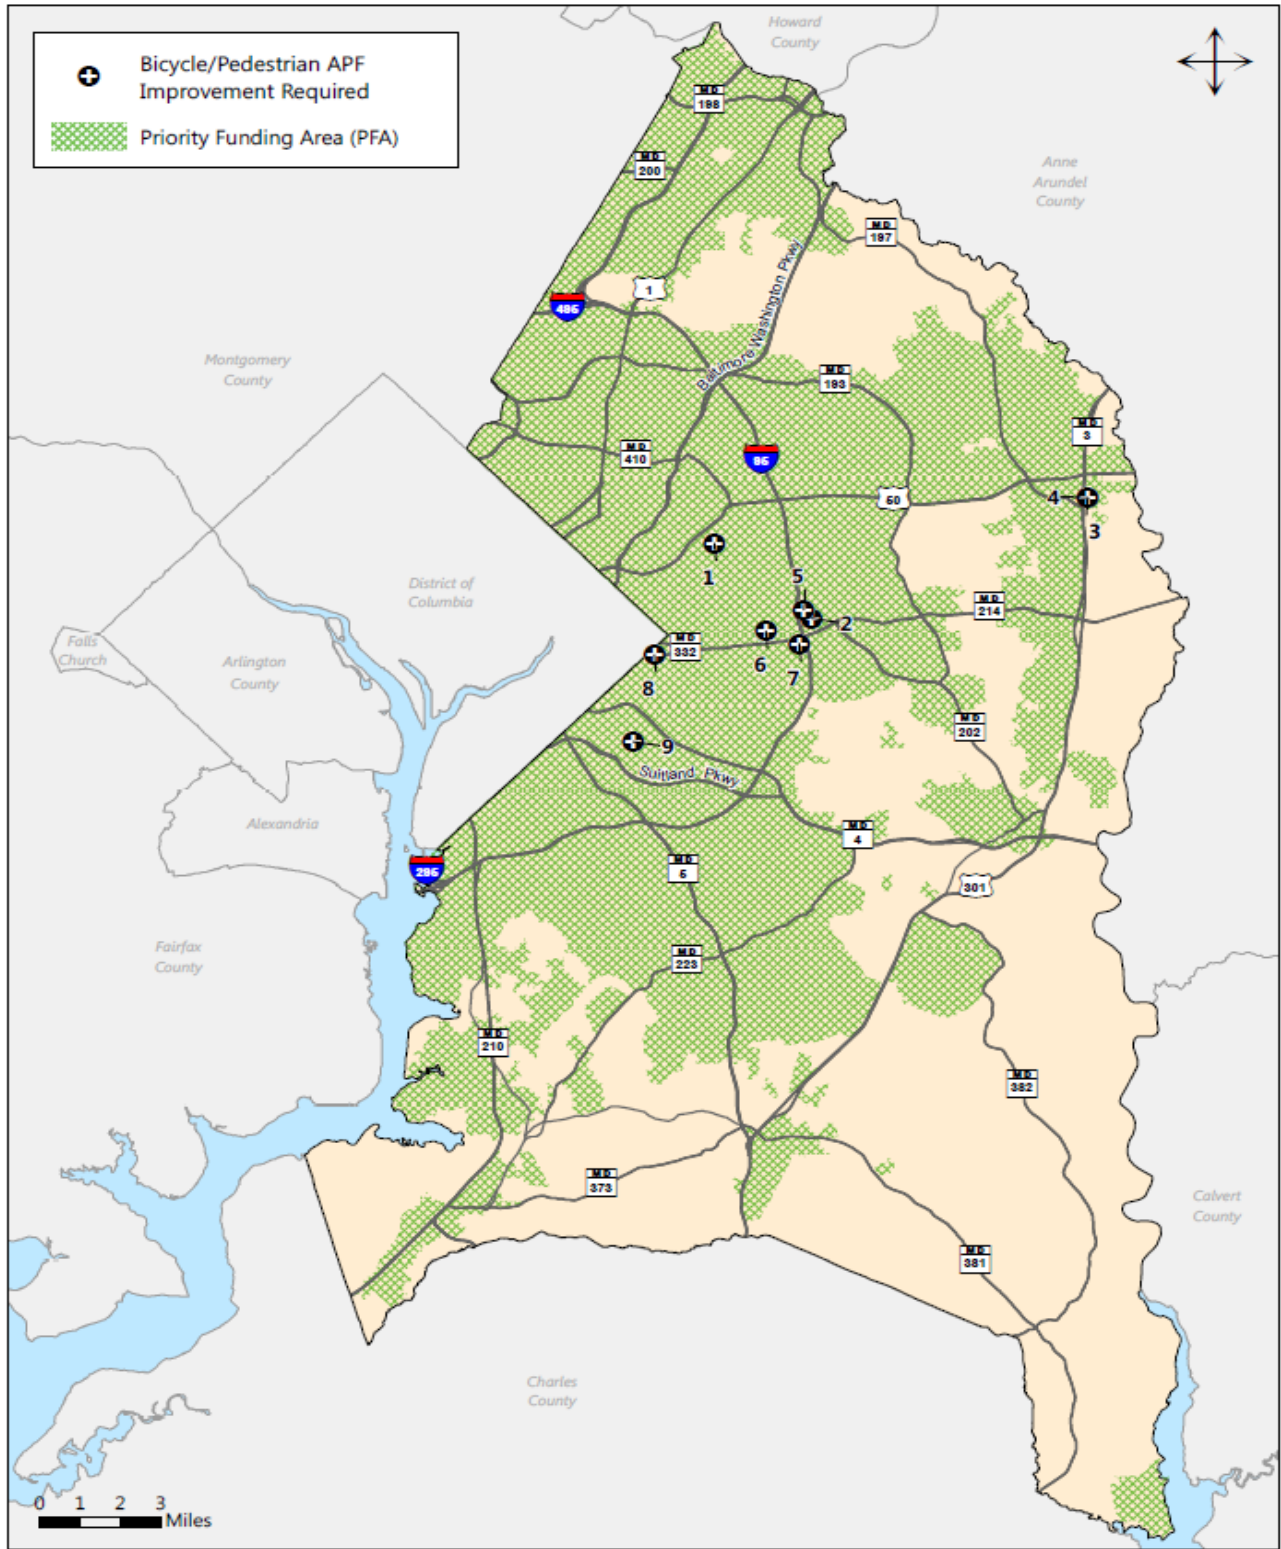 Bicycle/Pedestrian APF
Improvement Required
Priority Funding Area (PFA)
Howard
County
Anne
Arundel
County
MD
198
MD
200
MD
197
1
495
Baltimore Washington Pkwy
Montgomery
County
MD
193
MD
3
MD
410
95
50
4
3
1
District of
Columbia
5
2
MD
214
Falls
Church
Arlington
County
MD
332
6
7
8
MD
202
9
Suitland Pkwy
Alexandria
MD
4
295
MD
5
301
Fairfax
County
MD
223
MD
210
MD
382
MD
373
Calvert
County
MD
381
Charles
County
0 1 2 3
Miles